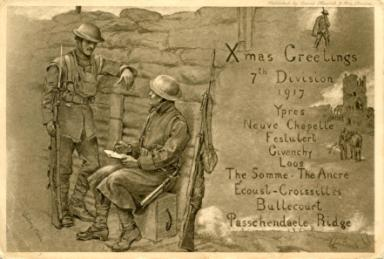 Xmas Greetings
7th Division
1917
Ypres
Neuve Chapelle
Festubert
Givenchy
Loos
The Somme - The Ancre
Ecoust-Croissilles
Bullecourt
Passchendaele Ridge